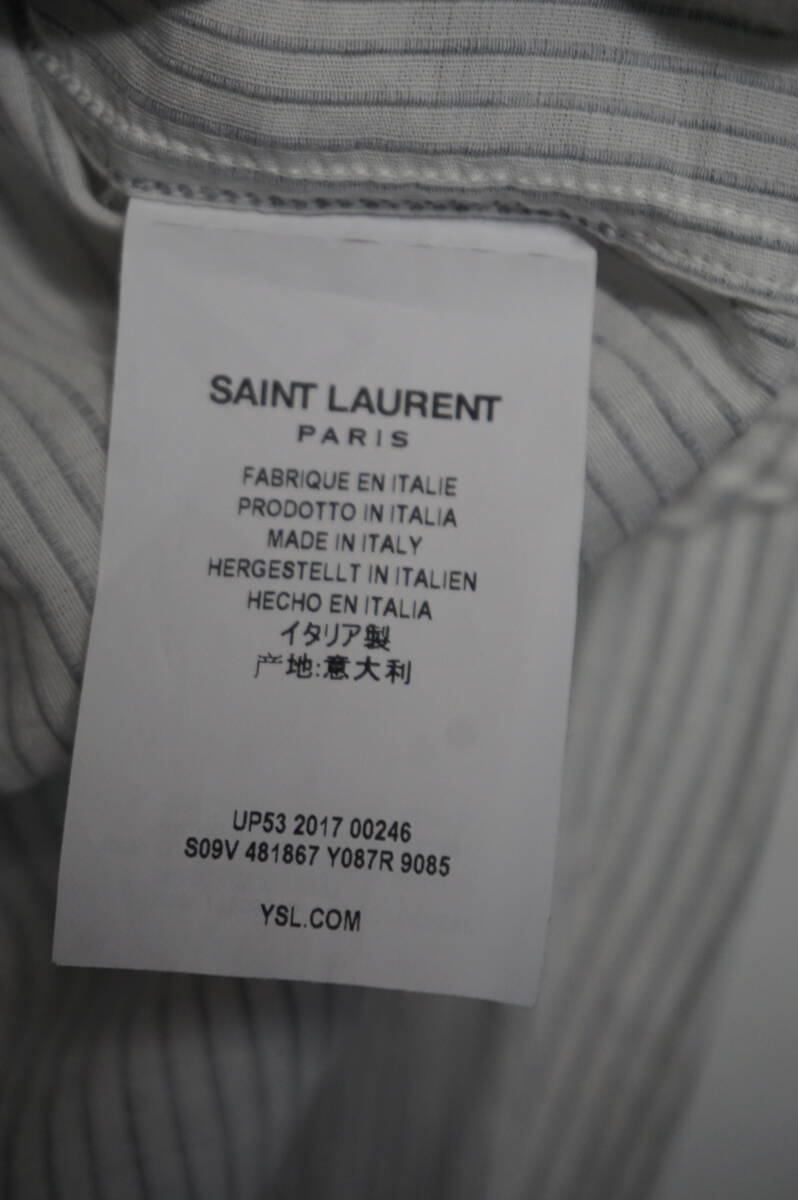 SAINT LAURENT
PARIS
FABRIQUE EN ITALIE
PRODOTTO IN ITALIA
MADE IN ITALY
HERGESTELLT IN ITALIEN
HECHO EN ITALIA
イタリア製
产地:意大利
UP53 2017 00246
S09V 481867 Y087R 9085
YSL.COM